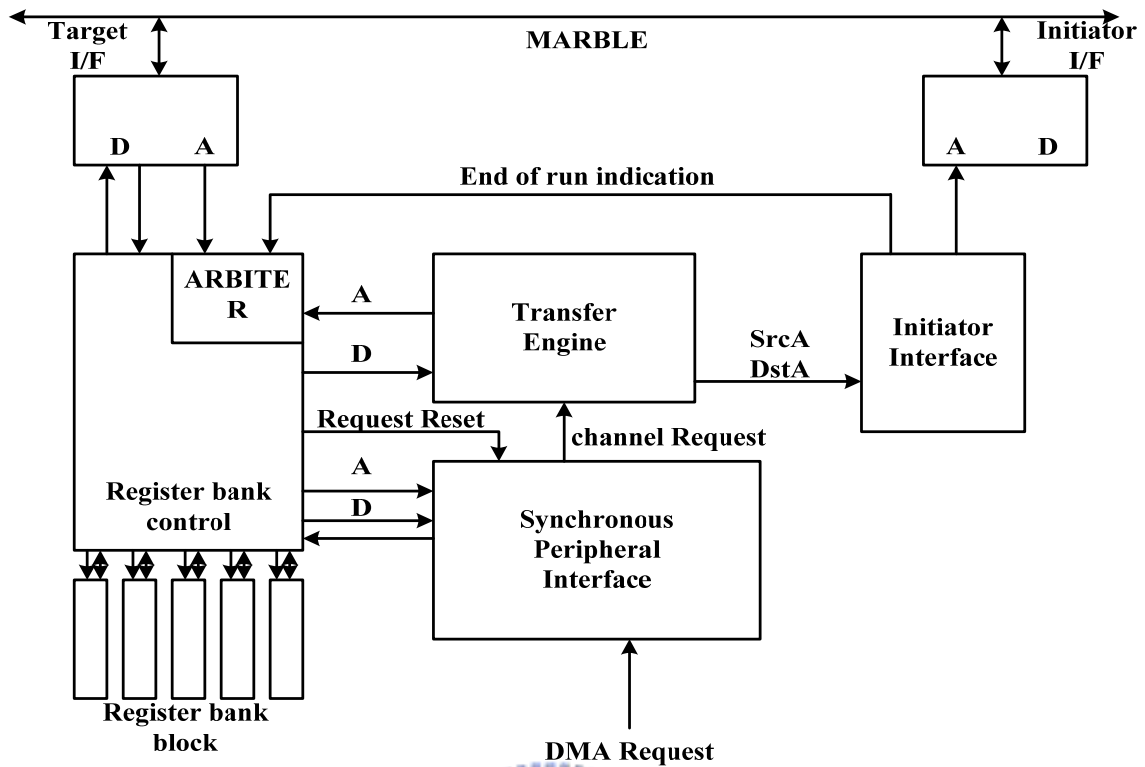 Target
I/F
MARBLE
Initiator
I/F
D A
A D
End of run indication
ARBITE
R
A
D
Transfer
Engine
SrcA
DstA
Initiator
Interface
Request Reset
channel Request
A
D
Register bank
control
Synchronous
Peripheral
Interface
Register bank
block
DMA Request